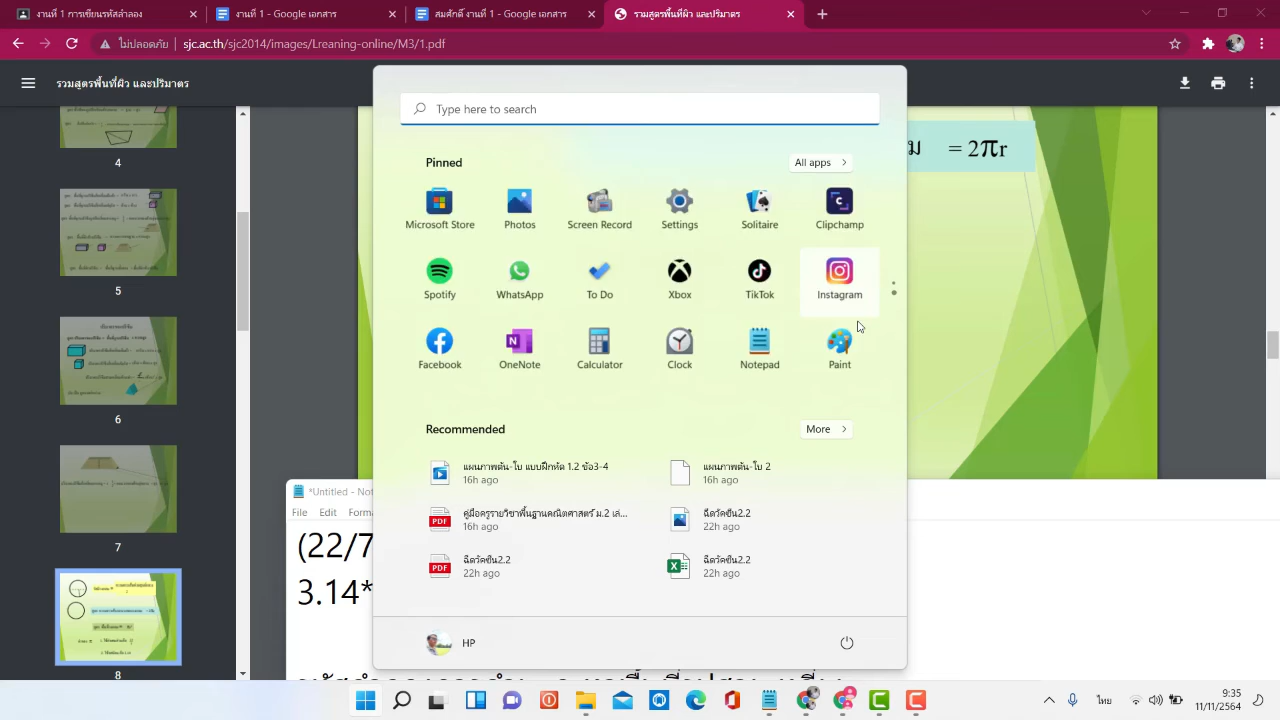 งานที่ 1 การเขียนรหัสจำลอง
งานที่ 1 - Google เอกสาร
สมศักดิ์ งานที่ 1 - Google เอกสาร
รวมสูตรพื้นที่ผิว และปริมาตร
ไม่ปลอดภัย
sjc.ac.th/sjc2014/images/Lreaning-online/M3/1.pdf
รวมสูตรพื้นที่ผิว และปริมาตร
4
5
6
7
8
= 2πr
Type here to search
Pinned
All apps
Microsoft Store
Photos
Screen Record
Settings
Solitaire
Clipchamp
Spotify
WhatsApp
To Do
Xbox
TikTok
Instagram
Facebook
OneNote
Calculator
Clock
Notepad
Paint
Recommended
More
แผนภาพต้น-ใบ แบบฝึกหัด 1.2 ข้อ3-4
16h ago
แผนภาพต้น-ใบ 2
16h ago
คู่มือครูรายวิชาพื้นฐานคณิตศาสตร์ ม.2 เล่...
16h ago
ฉีดวัคซีน2.2
22h ago
ฉีดวัคซีน2.2
22h ago
ฉีดวัคซีน2.2
22h ago
HP
*Untitled - Not
File
Edit
Forma
(22/7
3.14*
ไทย
9:35
11/11/2564